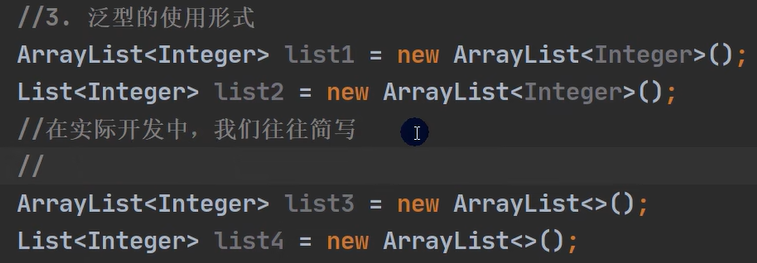 //3. 泛型的使用形式
ArrayList<Integer> list1 = new ArrayList<Integer>();
List<Integer> list2 = new ArrayList<Integer>();
//在实际开发中，我们往往简写
//
ArrayList<Integer> list3 = new ArrayList<>();
List<Integer> list4 = new ArrayList<>();